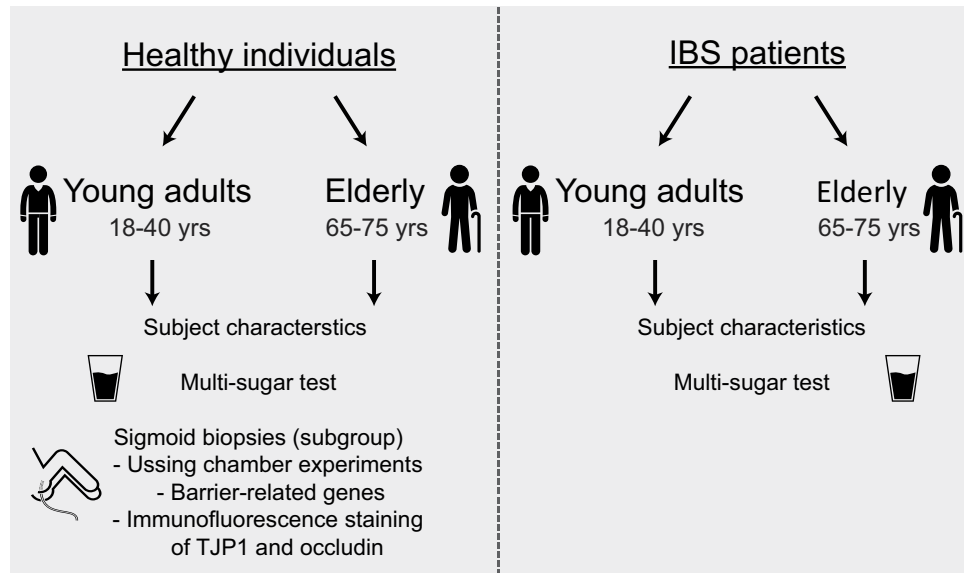 Healthy individuals
Young adults
18-40 yrs
Elderly
65-75 yrs
Subject characterstics
Multi-sugar test
Sigmoid biopsies (subgroup)
- Ussing chamber experiments
- Barrier-related genes
- Immunofluorescence staining
of TJP1 and occludin
IBS patients
Young adults
18-40 yrs
Elderly
65-75 yrs
Subject characteristics
Multi-sugar test